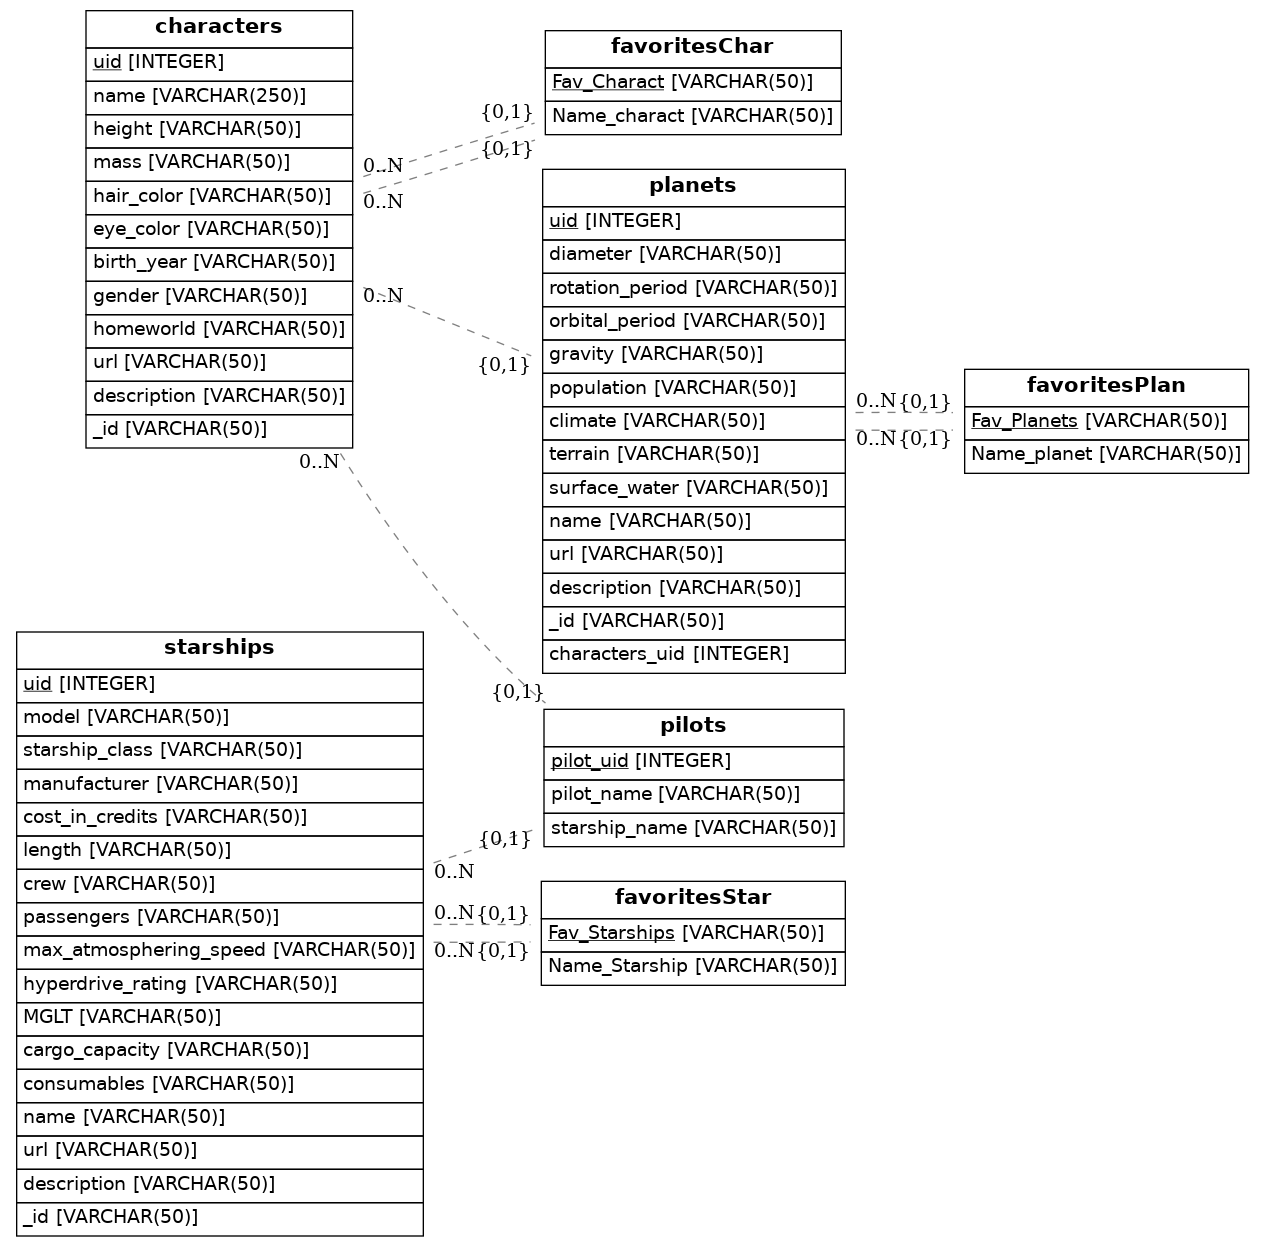 characters
uid [INTEGER]
name [VARCHAR(250)]
height [VARCHAR(50)]
mass [VARCHAR(50)]
hair_color [VARCHAR(50)]
eye_color [VARCHAR(50)]
birth_year [VARCHAR(50)]
gender [VARCHAR(50)]
homeworld [VARCHAR(50)]
url [VARCHAR(50)]
description [VARCHAR(50)]
_id [VARCHAR(50)]
favoritesChar
Fav_Charact [VARCHAR(50)]
Name_charact [VARCHAR(50)]
{0,1}
0..N
{0,1}
0..N
planets
uid [INTEGER]
diameter [VARCHAR(50)]
rotation_period [VARCHAR(50)]
orbital_period [VARCHAR(50)]
gravity [VARCHAR(50)]
population [VARCHAR(50)]
climate [VARCHAR(50)]
terrain [VARCHAR(50)]
surface_water [VARCHAR(50)]
name [VARCHAR(50)]
url [VARCHAR(50)]
description [VARCHAR(50)]
_id [VARCHAR(50)]
characters_uid [INTEGER]
0..N
{0,1}
favoritesPlan
Fav_Planets [VARCHAR(50)]
Name_planet [VARCHAR(50)]
0..N {0,1}
0..N {0,1}
0..N
{0,1}
pilots
pilot_uid [INTEGER]
pilot_name [VARCHAR(50)]
starship_name [VARCHAR(50)]
starships
uid [INTEGER]
model [VARCHAR(50)]
starship_class [VARCHAR(50)]
manufacturer [VARCHAR(50)]
cost_in_credits [VARCHAR(50)]
length [VARCHAR(50)]
crew [VARCHAR(50)]
passengers [VARCHAR(50)]
max_atmosphering_speed [VARCHAR(50)]
hyperdrive_rating [VARCHAR(50)]
MGLT [VARCHAR(50)]
cargo_capacity [VARCHAR(50)]
consumables [VARCHAR(50)]
name [VARCHAR(50)]
url [VARCHAR(50)]
description [VARCHAR(50)]
_id [VARCHAR(50)]
{0,1}
0..N
0..N {0,1}
0..N {0,1}
favoritesStar
Fav_Starships [VARCHAR(50)]
Name_Starship [VARCHAR(50)]